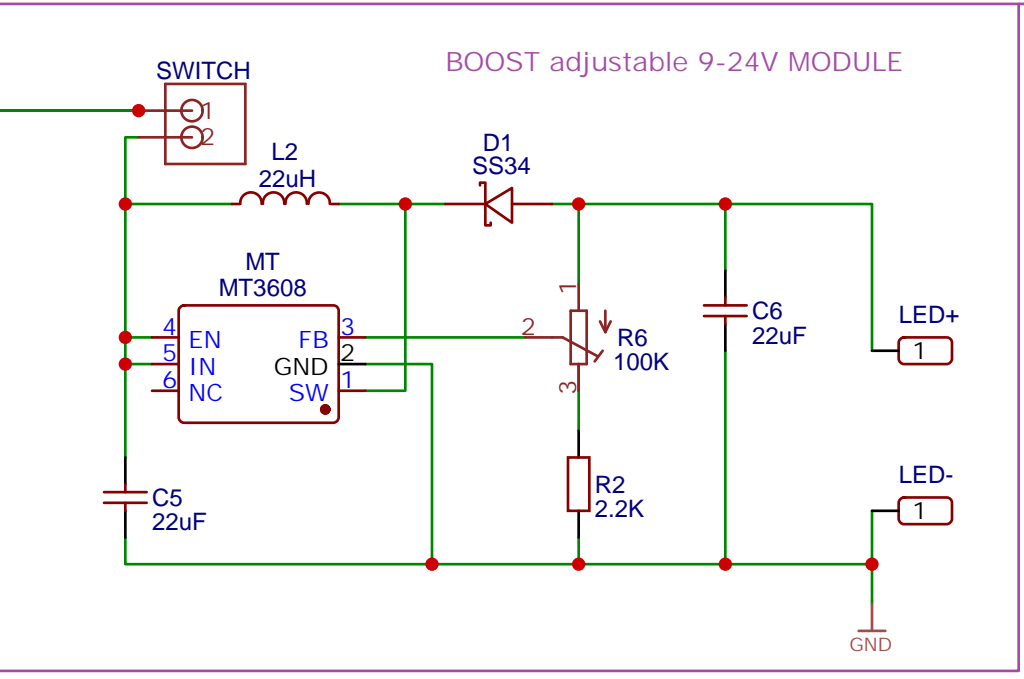 BOOST adjustable 9-24V MODULE
SWITCH
1
2
L2
22uH
D1
SS34
MT
MT3608
4 EN FB 3
5 IN GND 2
6 NC SW 1
1
2
3
R6
100K
C6
22uF
LED+
1
C5
22uF
R2
2.2K
LED-
1
GND